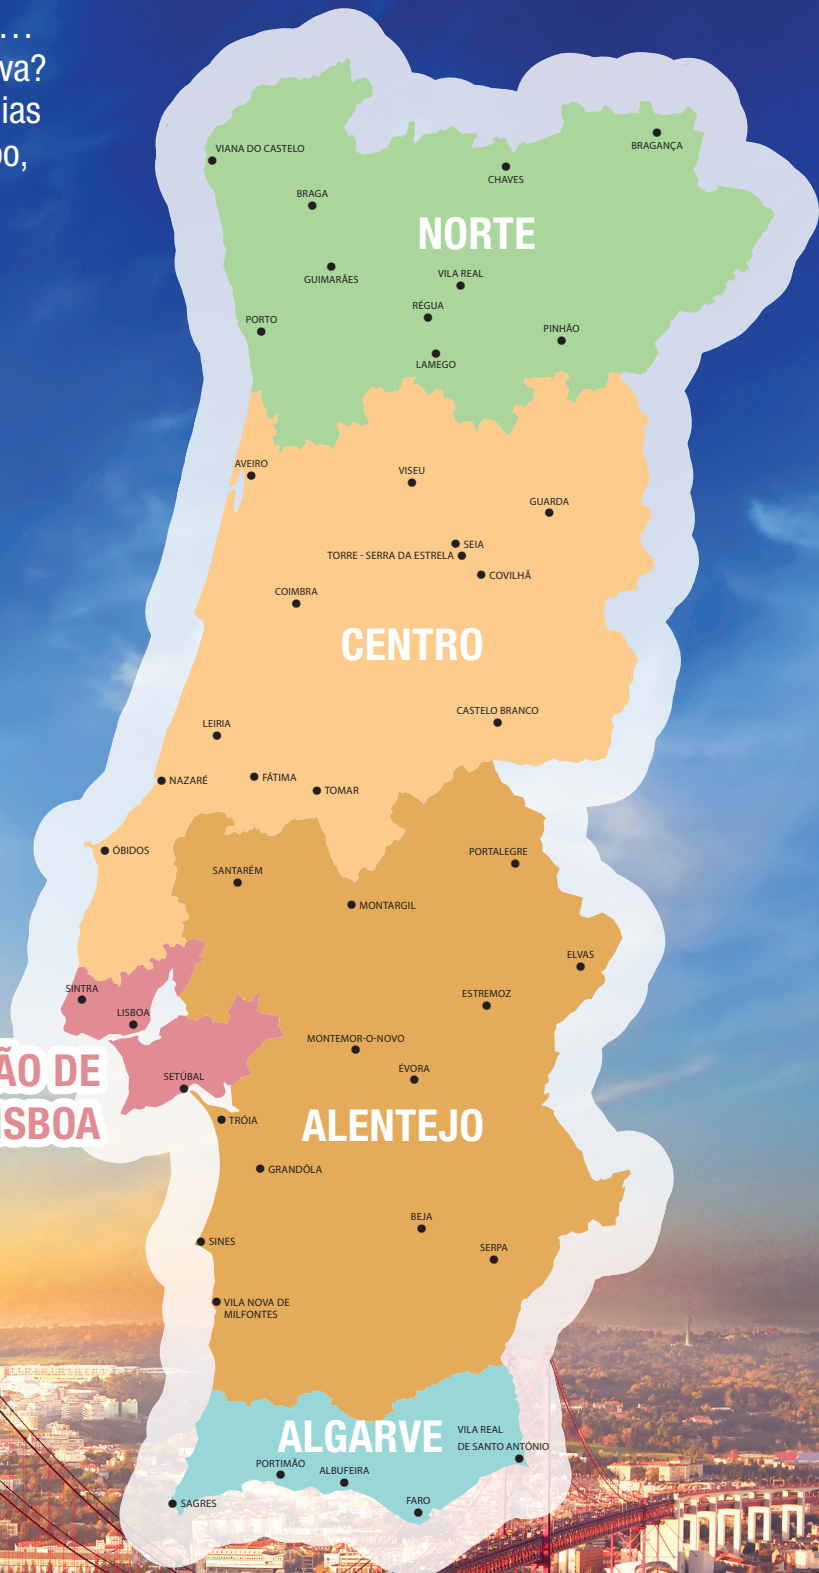 ...
va?
ias
o,
VIANA DO CASTELO
BRAGANÇA
CHAVES
BRAGA
NORTE
GUIMARÃES
VILA REAL
RÉGUA
PORTO
PINHÃO
LAMEGO
AVEIRO
VISEU
GUARDA
SEIA
TORRE - SERRA DA ESTRELA
COVILHÃ
COIMBRA
CENTRO
CASTELO BRANCO
LEIRIA
NAZARÉ
FÁTIMA
TOMAR
ÓBIDOS
PORTALEGRE
SANTARÉM
MONTARGIL
ELVAS
SINTRA
ESTREMOZ
LISBOA
MONTEMOR-O-NOVO
ÃO DE
ISBOA
SETÚBAL
ÉVORA
TRÓIA
ALENTEJO
GRANDÔLA
BEJA
SINES
SERPA
VILA NOVA DE
MILFONTES
ALGARVE
VILA REAL
DE SANTO ANTÓNIO
PORTIMÃO
ALBUFEIRA
SAGRES
FARO